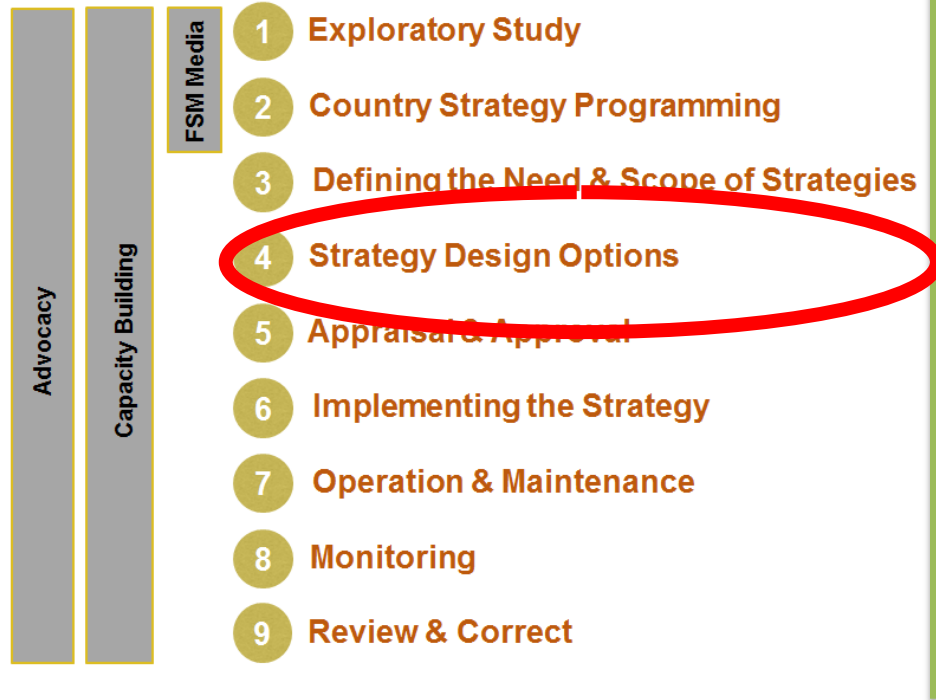 Advocacy
Capacity Building
FSM Media
1 Exploratory Study
2 Country Strategy Programming
3 Defining the Need & Scope of Strategies
4 Strategy Design Options
5 Appraisal & Approval
6 Implementing the Strategy
7 Operation & Maintenance
8 Monitoring
9 Review & Correct